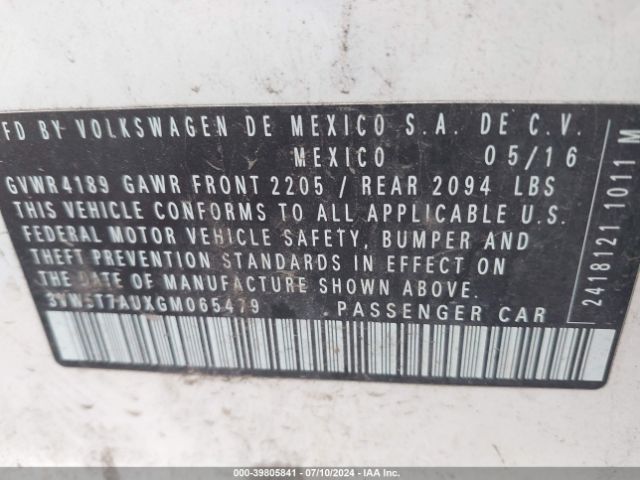 FD BY VOLKSWAGEN DE MEXICO S.A. DE C.V.
MEXICO 05/16
GVWR 4189 GAWR FRONT 2205 / REAR 2094 LBS
THIS VEHICLE CONFORMS TO ALL APPLICABLE U.S.
FEDERAL MOTOR VEHICLE SAFETY, BUMPER AND
THEFT PREVENTION STANDARDS IN EFFECT ON
THE DATE OF MANUFACTURE SHOWN ABOVE.
3VW5T7AUXGM065479 PASSENGER CAR
2418121 1011 M
000-39805841 - 07/10/2024 - IAA Inc.